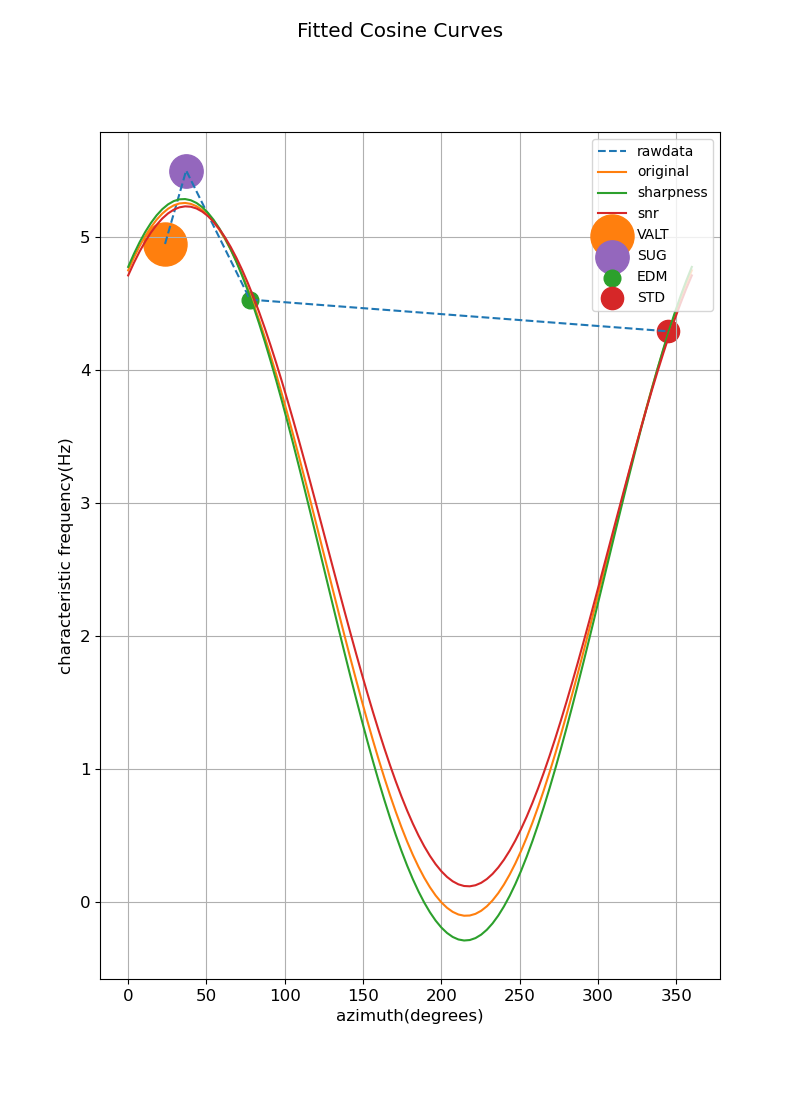 Fitted Cosine Curves
rawdata
original
sharpness
snr
VALT
SUG
EDM
STD
5
4
3
2
1
0
characteristic frequency(Hz)
0 50 100 150 200 250 300 350
azimuth(degrees)